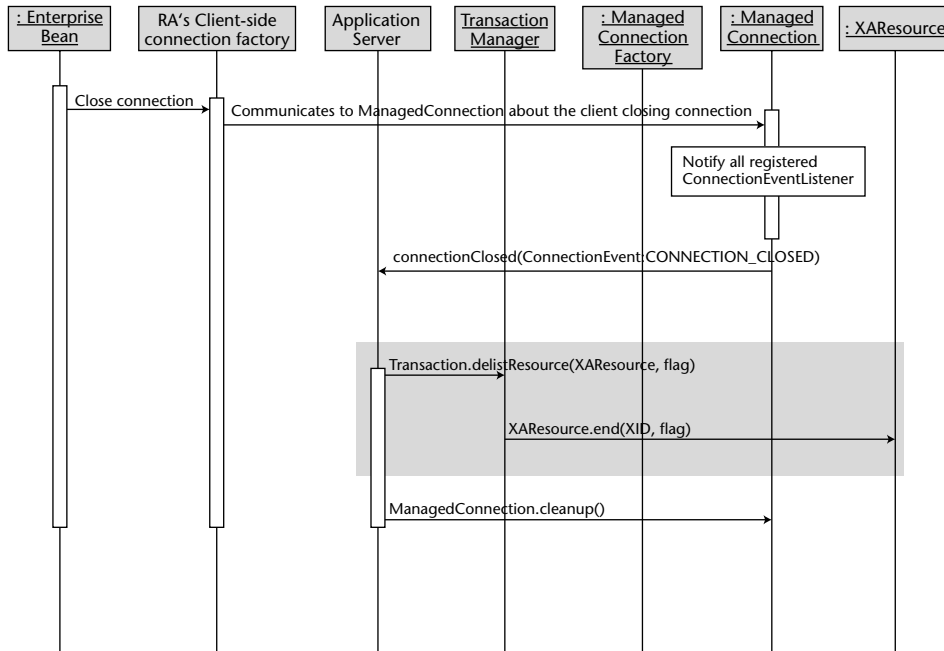 : Enterprise
Bean
RA's Client-side
connection factory
Application
Server
Transaction
Manager
: Managed
Connection
Factory
: Managed
Connection
: XAResource
Close connection
Communicates to ManagedConnection about the client closing connection
Notify all registered
ConnectionEventListener
connectionClosed(ConnectionEvent:CONNECTION_CLOSED)
Transaction.delistResource(XAResource, flag)
XAResource.end(XID, flag)
ManagedConnection.cleanup()